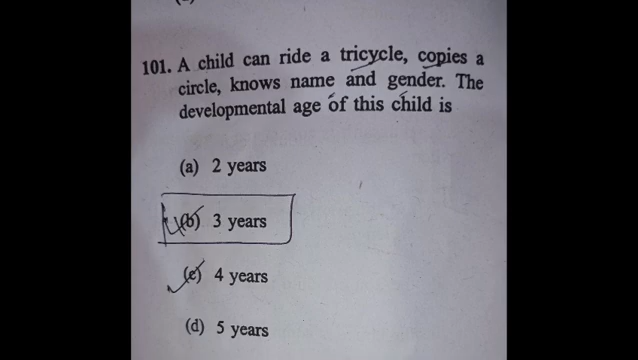 101. A child can ride a tricycle, copies a
circle, knows name and gender. The
developmental age of this child is
(a) 2 years
(b) 3 years
(c) 4 years
(d) 5 years